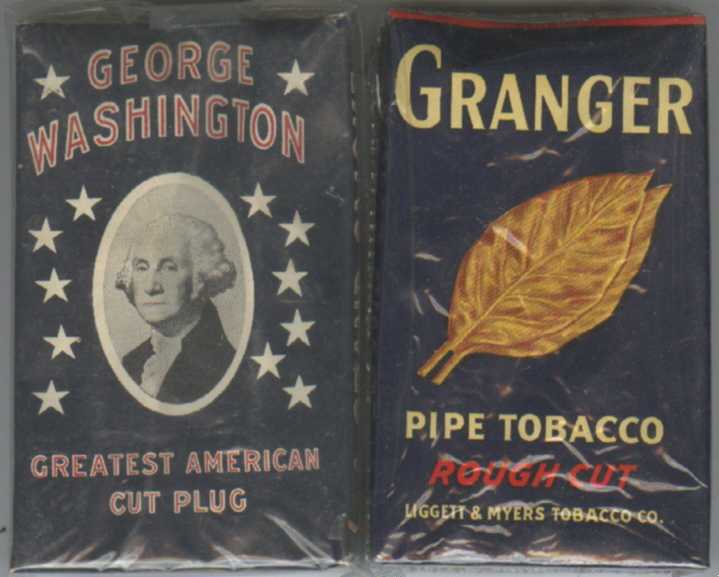 GEORGE
WASHINGTON
GREATEST AMERICAN
CUT PLUG
GRANGER
PIPE TOBACCO
ROUGH CUT
LIGGETT & MYERS TOBACCO CO.